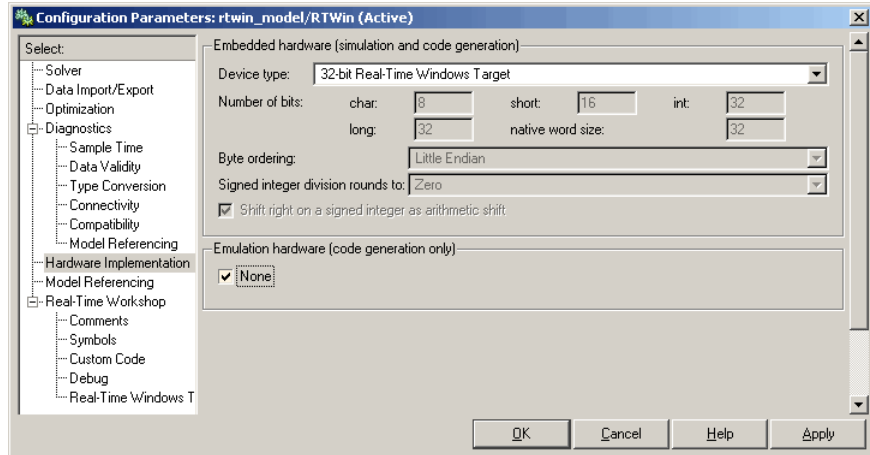 Configuration Parameters: rtwin_model/RTWin (Active)
Select:
Solver
Data Import/Export
Optimization
Diagnostics
Sample Time
Data Validity
Type Conversion
Connectivity
Compatibility
Model Referencing
Hardware Implementation
Model Referencing
Real-Time Workshop
Comments
Symbols
Custom Code
Debug
Real-Time Windows T
Embedded hardware (simulation and code generation)
Device type: 32-bit Real-Time Windows Target
Number of bits: char: 8 short: 16 int: 32
long: 32 native word size: 32
Byte ordering: Little Endian
Signed integer division rounds to: Zero
Shift right on a signed integer as arithmetic shift
Emulation hardware (code generation only)
None
OK Cancel Help Apply